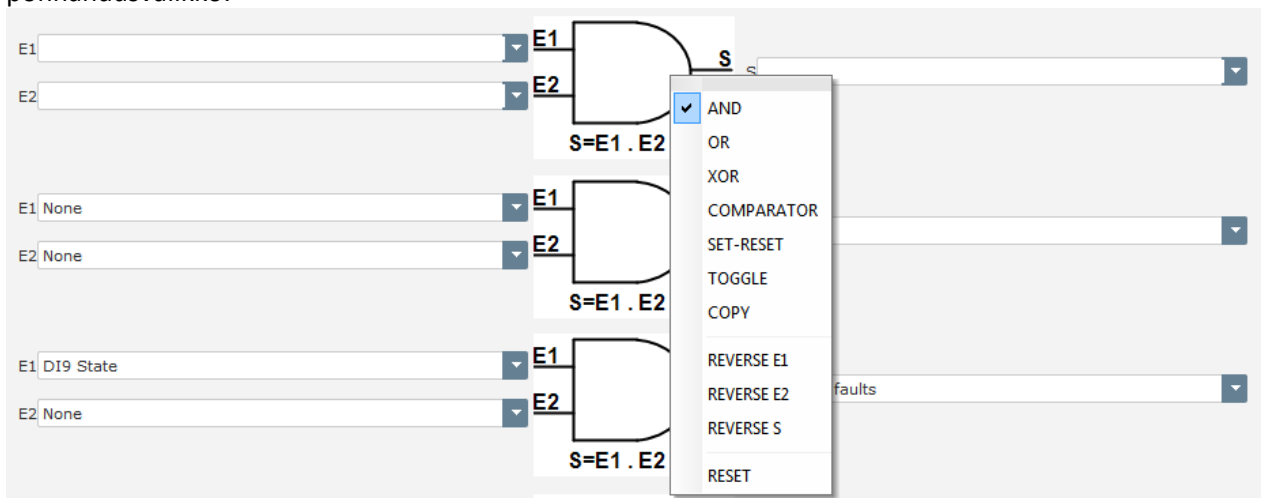 E1 E1 S S
E2 E2
S=E1 . E2
E1 None E1
E2 None E2
S=E1 . E2
E1 DI9 State E1
E2 None E2 faults
S=E1 . E2
AND
OR
XOR
COMPARATOR
SET-RESET
TOGGLE
COPY
REVERSE E1
REVERSE E2
REVERSE S
RESET